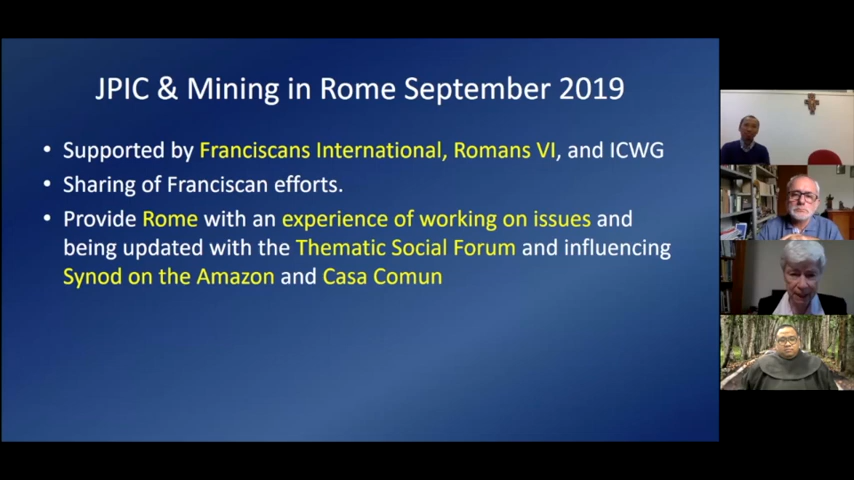 JPIC & Mining in Rome September 2019
• Supported by Franciscans International, Romans VI, and ICWG
• Sharing of Franciscan efforts.
• Provide Rome with an experience of working on issues and
being updated with the Thematic Social Forum and influencing
Synod on the Amazon and Casa Comun